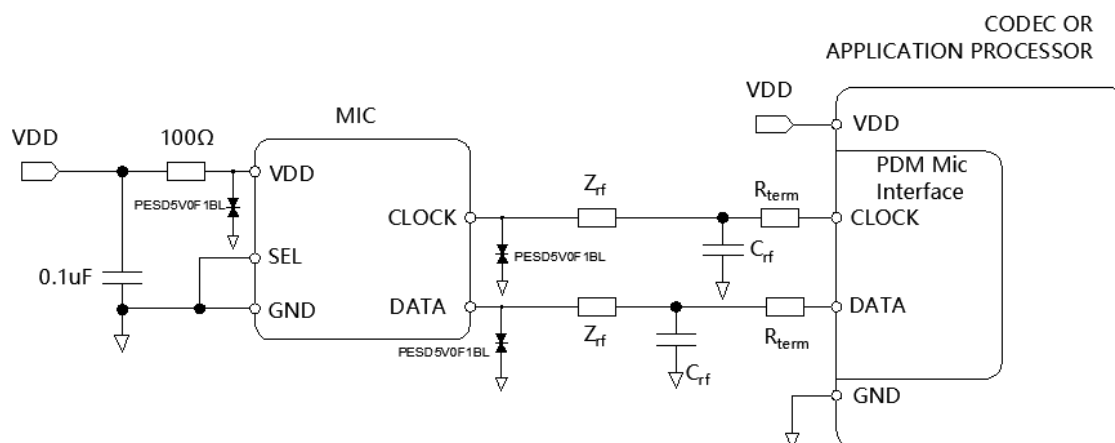 CODEC OR
APPLICATION PROCESSOR
VDD
VDD
MIC
VDD
100Ω
VDD
PDM Mic
Interface
PESD5V0F1BL
CLOCK
Zrf
Rterm
CLOCK
SEL
PESD5V0F1BL
Crf
0.1uF
GND
DATA
DATA
Zrf
Rterm
PESD5V0F1BL
Crf
GND